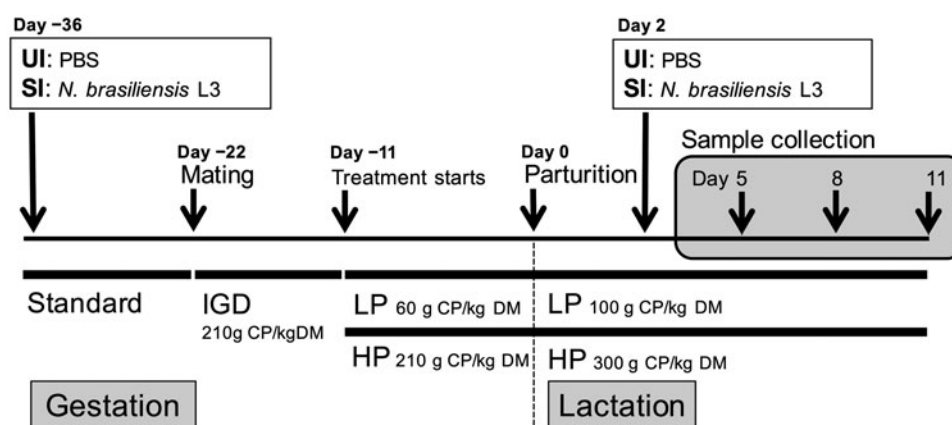 Day −36
UI: PBS
SI: N. brasiliensis L3
Day 2
UI: PBS
SI: N. brasiliensis L3
Day −22
Mating
Day −11
Treatment starts
Day 0
Parturition
Sample collection
Day 5 8 11
Standard
IGD
210g CP/kgDM
LP 60 g CP/kg DM
LP 100 g CP/kg DM
HP 210 g CP/kg DM
HP 300 g CP/kg DM
Gestation
Lactation